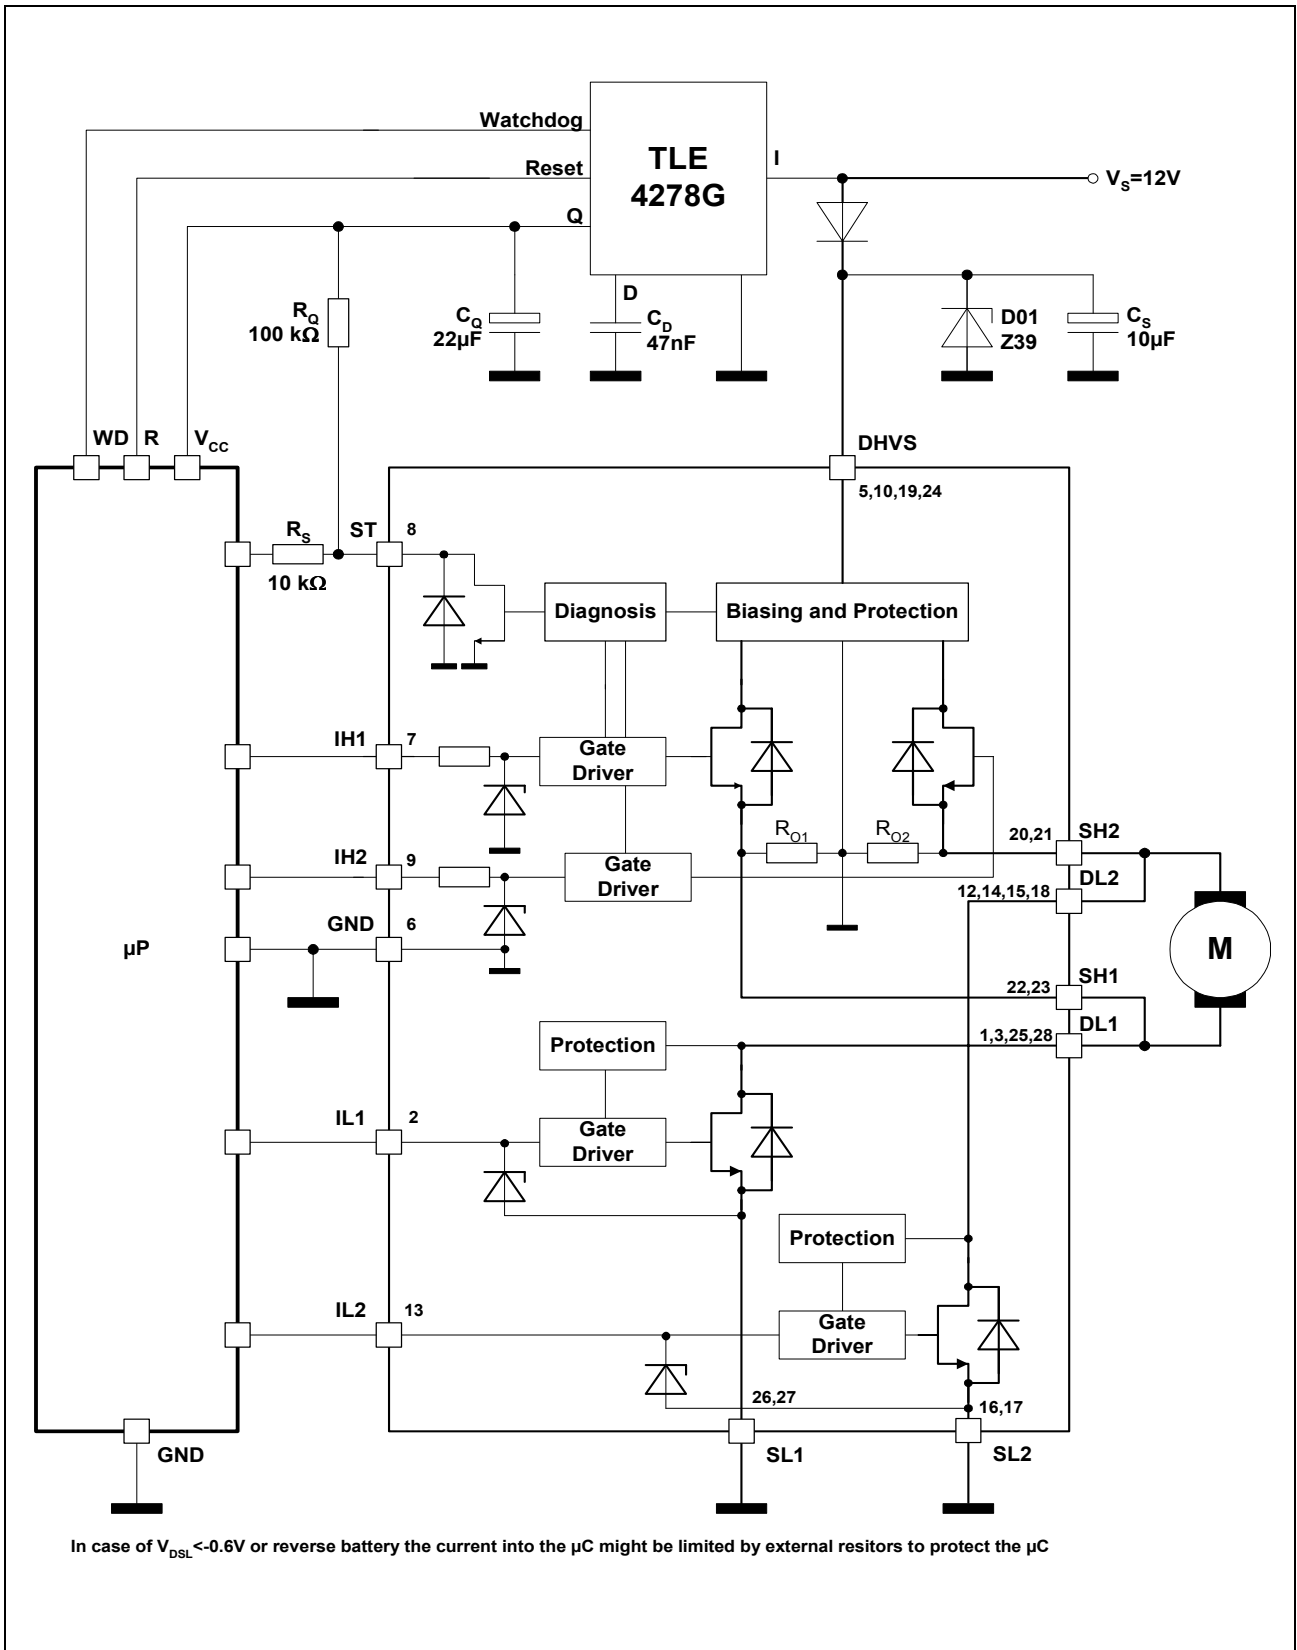 Watchdog
TLE
4278G
I
Reset
V_S=12V
Q
D
R_Q
100 kΩ
C_Q
22µF
C_D
47nF
D01
Z39
C_S
10µF
WD
R
V_CC
DHVS
5,10,19,24
R_S
10 kΩ
ST
8
Diagnosis
Biasing and Protection
IH1
7
Gate
Driver
R_O1
R_O2
20,21
SH2
IH2
9
Gate
Driver
12,14,15,18
DL2
GND
6
µP
M
22,23
SH1
Protection
1,3,25,28
DL1
IL1
2
Gate
Driver
Protection
IL2
13
Gate
Driver
26,27
16,17
GND
SL1
SL2
In case of V_DSL<-0.6V or reverse battery the current into the µC might be limited by external resitors to protect the µC